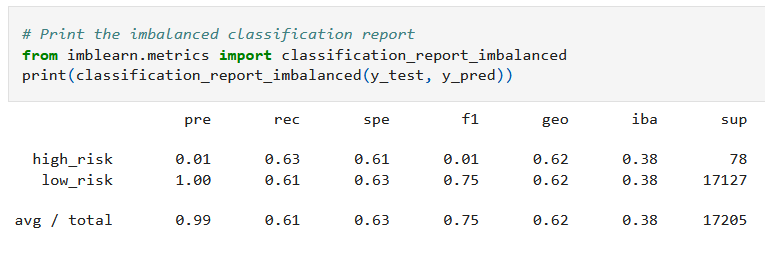 # Print the imbalanced classification report
from imblearn.metrics import classification_report_imbalanced
print(classification_report_imbalanced(y_test, y_pred))
pre rec spe f1 geo iba sup
high_risk 0.01 0.63 0.61 0.01 0.62 0.38 78
low_risk 1.00 0.61 0.63 0.75 0.62 0.38 17127
avg / total 0.99 0.61 0.63 0.75 0.62 0.38 17205